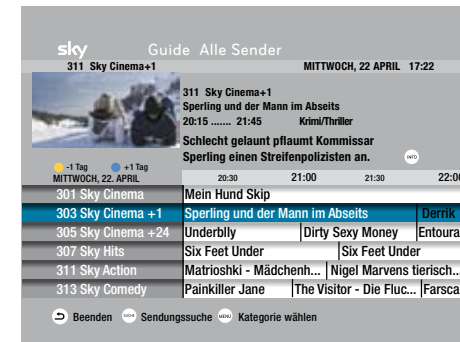 sky Guide Alle Sender
311 Sky Cinema+1 MITTWOCH, 22 APRIL 17:22
311 Sky Cinema+1
Sperling und der Mann im Abseits
20:15 ....... 21:45 Krimi/Thriller
Schlecht gelaunt pflaumt Kommissar
Sperling einen Streifenpolizisten an. INFO
-1 Tag +1 Tag
MITTWOCH, 22. APRIL 20:30 21:00 21:30 22:00
301 Sky Cinema Mein Hund Skip
303 Sky Cinema +1 Sperling und der Mann im Abseits Derrik
305 Sky Cinema +24 Underblly Dirty Sexy Money Entoura
307 Sky Hits Six Feet Under Six Feet Under
311 Sky Action Matrioshki - Mädchenh... Nigel Marvens tierisch...
313 Sky Comedy Painkiller Jane The Visitor - Die Fluc... Farsca
Beenden SUCHE Sendungssuche MENU Kategorie wählen